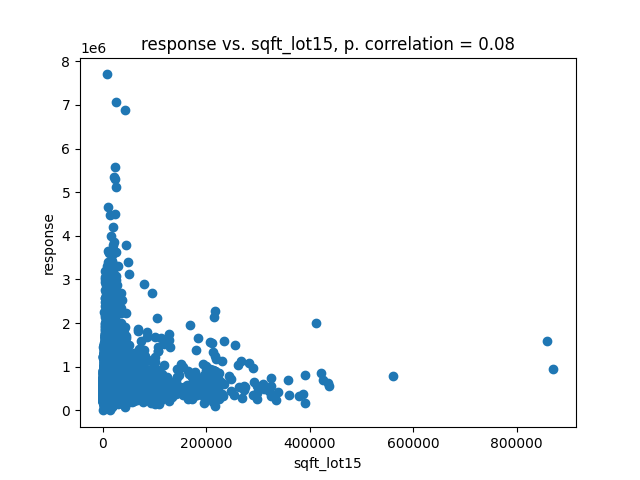 response vs. sqft_lot15, p. correlation = 0.08
1e6
8
7
6
5
4
3
2
1
0
response
0 200000 400000 600000 800000
sqft_lot15